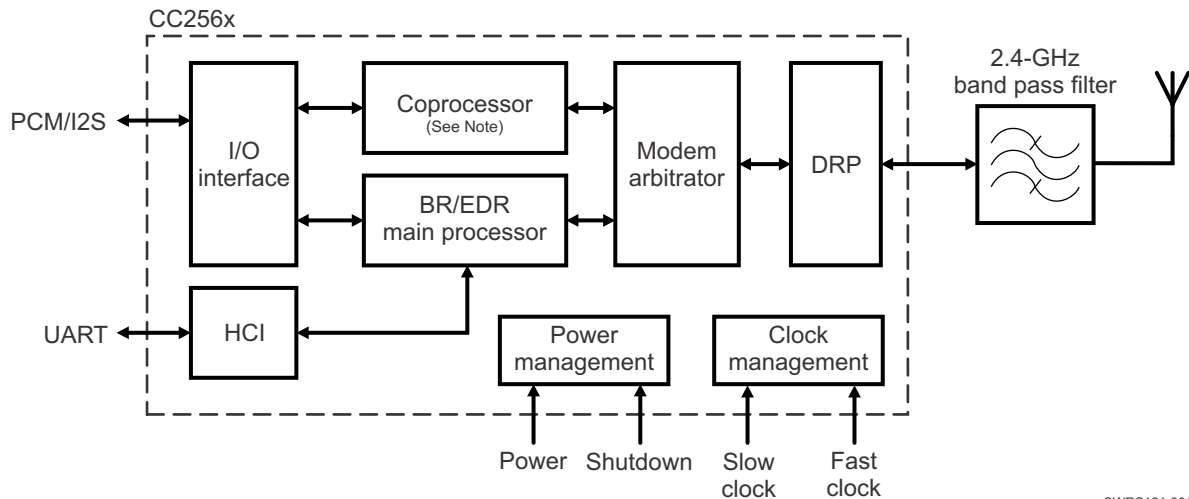 CC256x
PCM/I2S
I/O
interface
Coprocessor
(See Note)
BR/EDR
main processor
Modem
arbitrator
DRP
2.4-GHz
band pass filter
UART
HCI
Power
management
Clock
management
Power
Shutdown
Slow
clock
Fast
clock